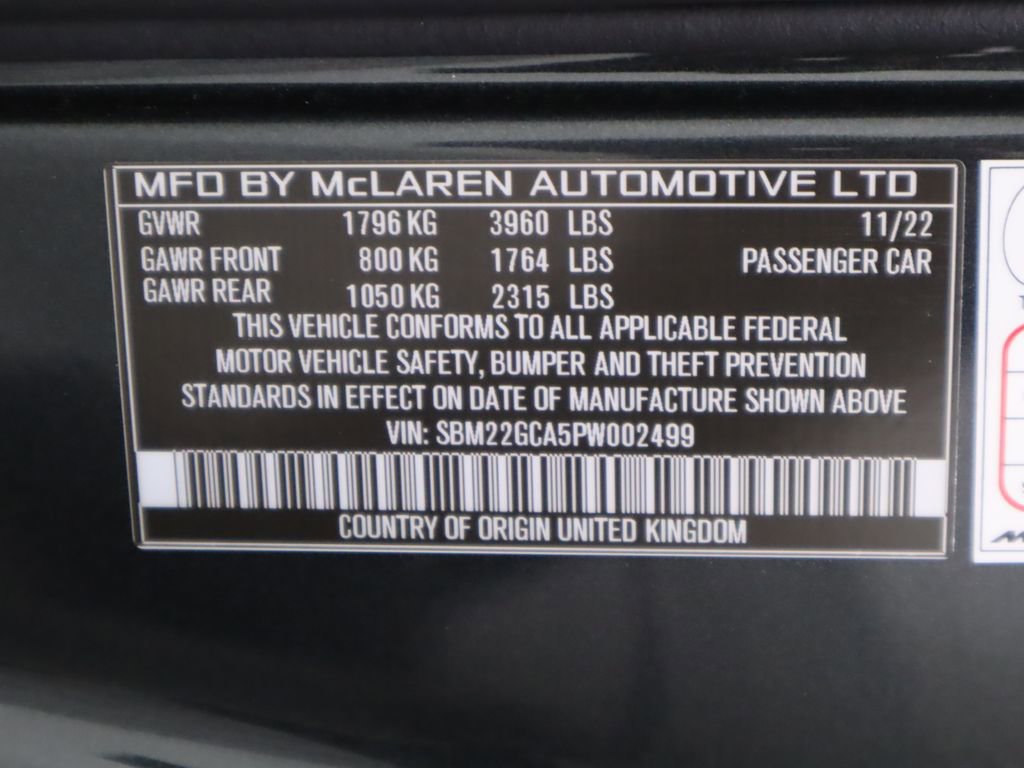 MFD BY McLAREN AUTOMOTIVE LTD
GVWR 1796 KG 3960 LBS 11/22
GAWR FRONT 800 KG 1764 LBS PASSENGER CAR
GAWR REAR 1050 KG 2315 LBS
THIS VEHICLE CONFORMS TO ALL APPLICABLE FEDERAL
MOTOR VEHICLE SAFETY, BUMPER AND THEFT PREVENTION
STANDARDS IN EFFECT ON DATE OF MANUFACTURE SHOWN ABOVE
VIN: SBM22GCA5PW002499
COUNTRY OF ORIGIN UNITED KINGDOM